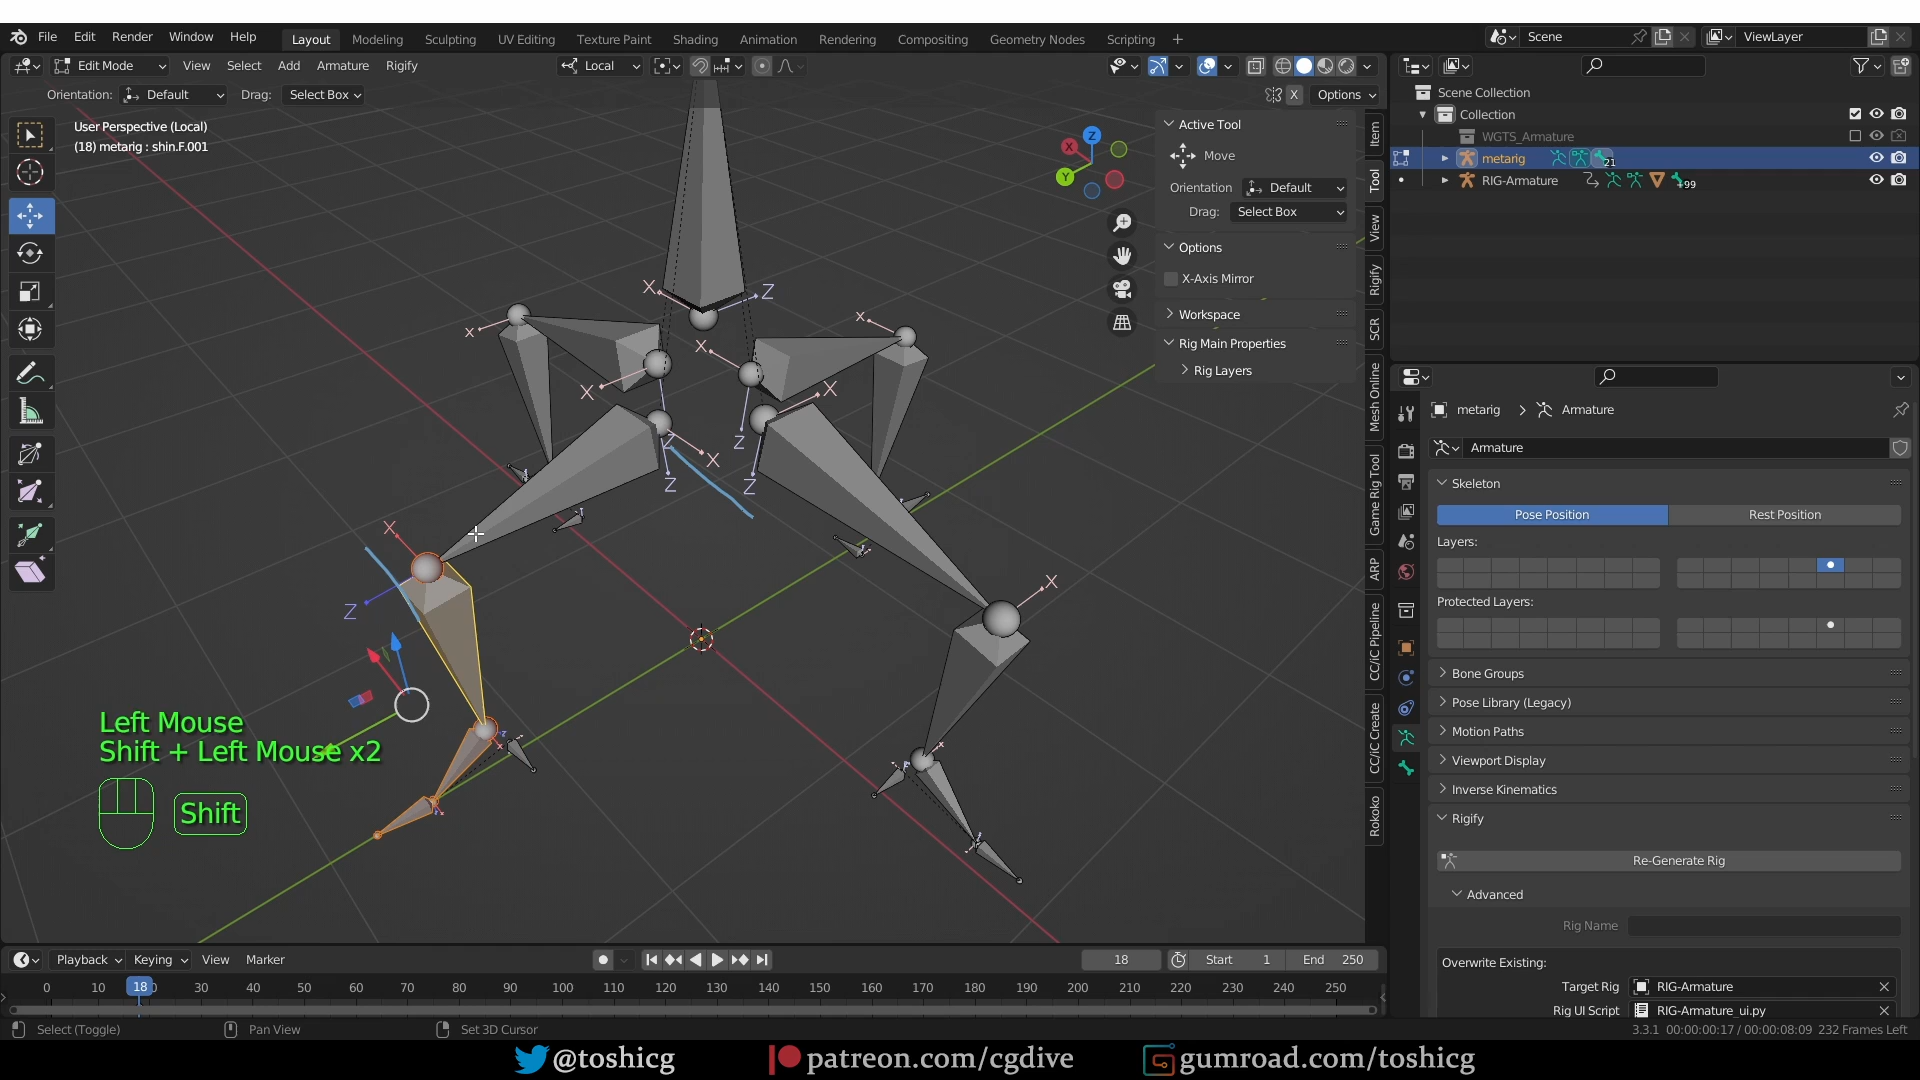 File Edit Render Window Help Layout Modeling Sculpting UV Editing Texture Paint Shading Animation Rendering Compositing Geometry Nodes Scripting + Scene ViewLayer
Edit Mode View Select Add Armature Rigify Local
Orientation: Default Drag: Select Box X Options
User Perspective (Local)
(18) metarig : shin.F.001
Scene Collection
Collection
WGTS_Armature
metarig 21
RIG-Armature +99
Active Tool
Move
Orientation Default
Drag: Select Box
Options
X-Axis Mirror
Workspace
Rig Main Properties
Rig Layers
Item
Tool
View
Rigify
SCR
Mesh Online
Game Rig Tool
ARP
CC/iC Pipeline
CC/iC Create
Rokoko
metarig > Armature
Armature
Skeleton
Pose Position Rest Position
Layers:
Protected Layers:
Bone Groups
Pose Library (Legacy)
Motion Paths
Viewport Display
Inverse Kinematics
Rigify
Re-Generate Rig
Advanced
Rig Name
Overwrite Existing:
Target Rig RIG-Armature
Rig UI Script RIG-Armature_ui.py
Left Mouse
Shift + Left Mouse x2
Shift
Playback Keying View Marker 18 Start 1 End 250
0 10 18 30 40 50 60 70 80 90 100 110 120 130 140 150 160 170 180 190 200 210 220 230 240 250
Select (Toggle) Pan View Set 3D Cursor 3.3.1 00:00:00:17 / 00:00:08:09 232 Frames Left
@toshicg patreon.com/cgdive gumroad.com/toshicg